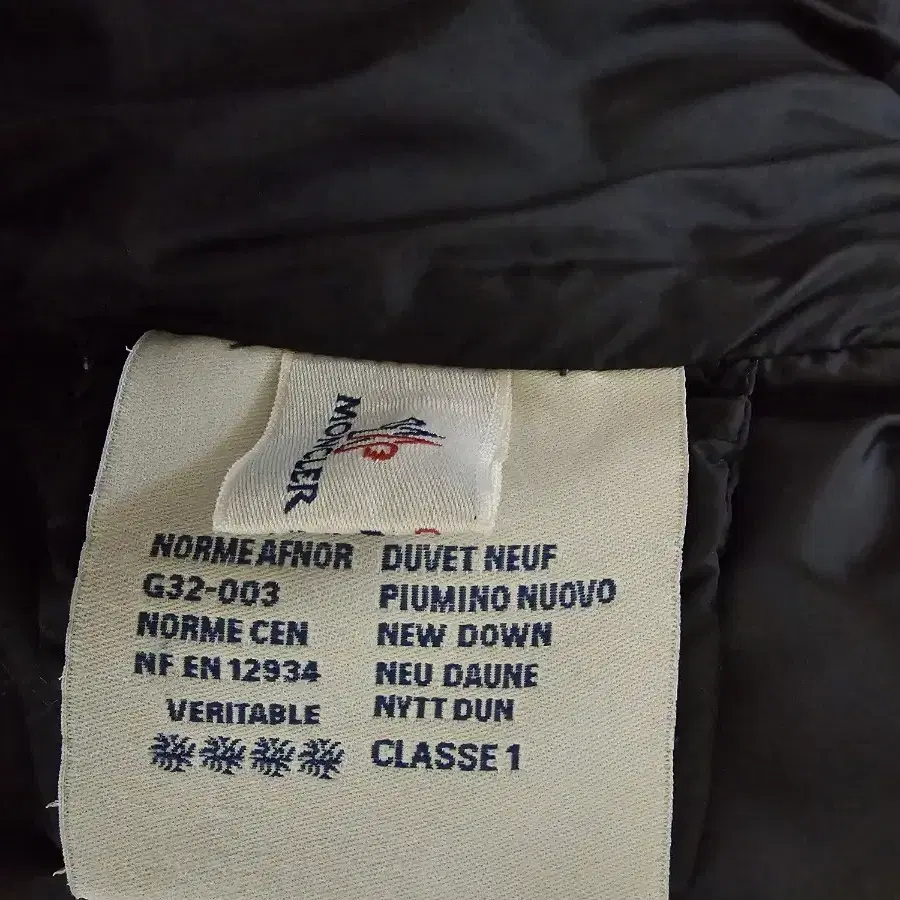 MONCLER
NORME AFNOR
G32-003
NORME CEN
NF EN 12934
VERITABLE
DUVET NEUF
PIUMINO NUOVO
NEW DOWN
NEU DAUNE
NYTT DUN
CLASSE 1